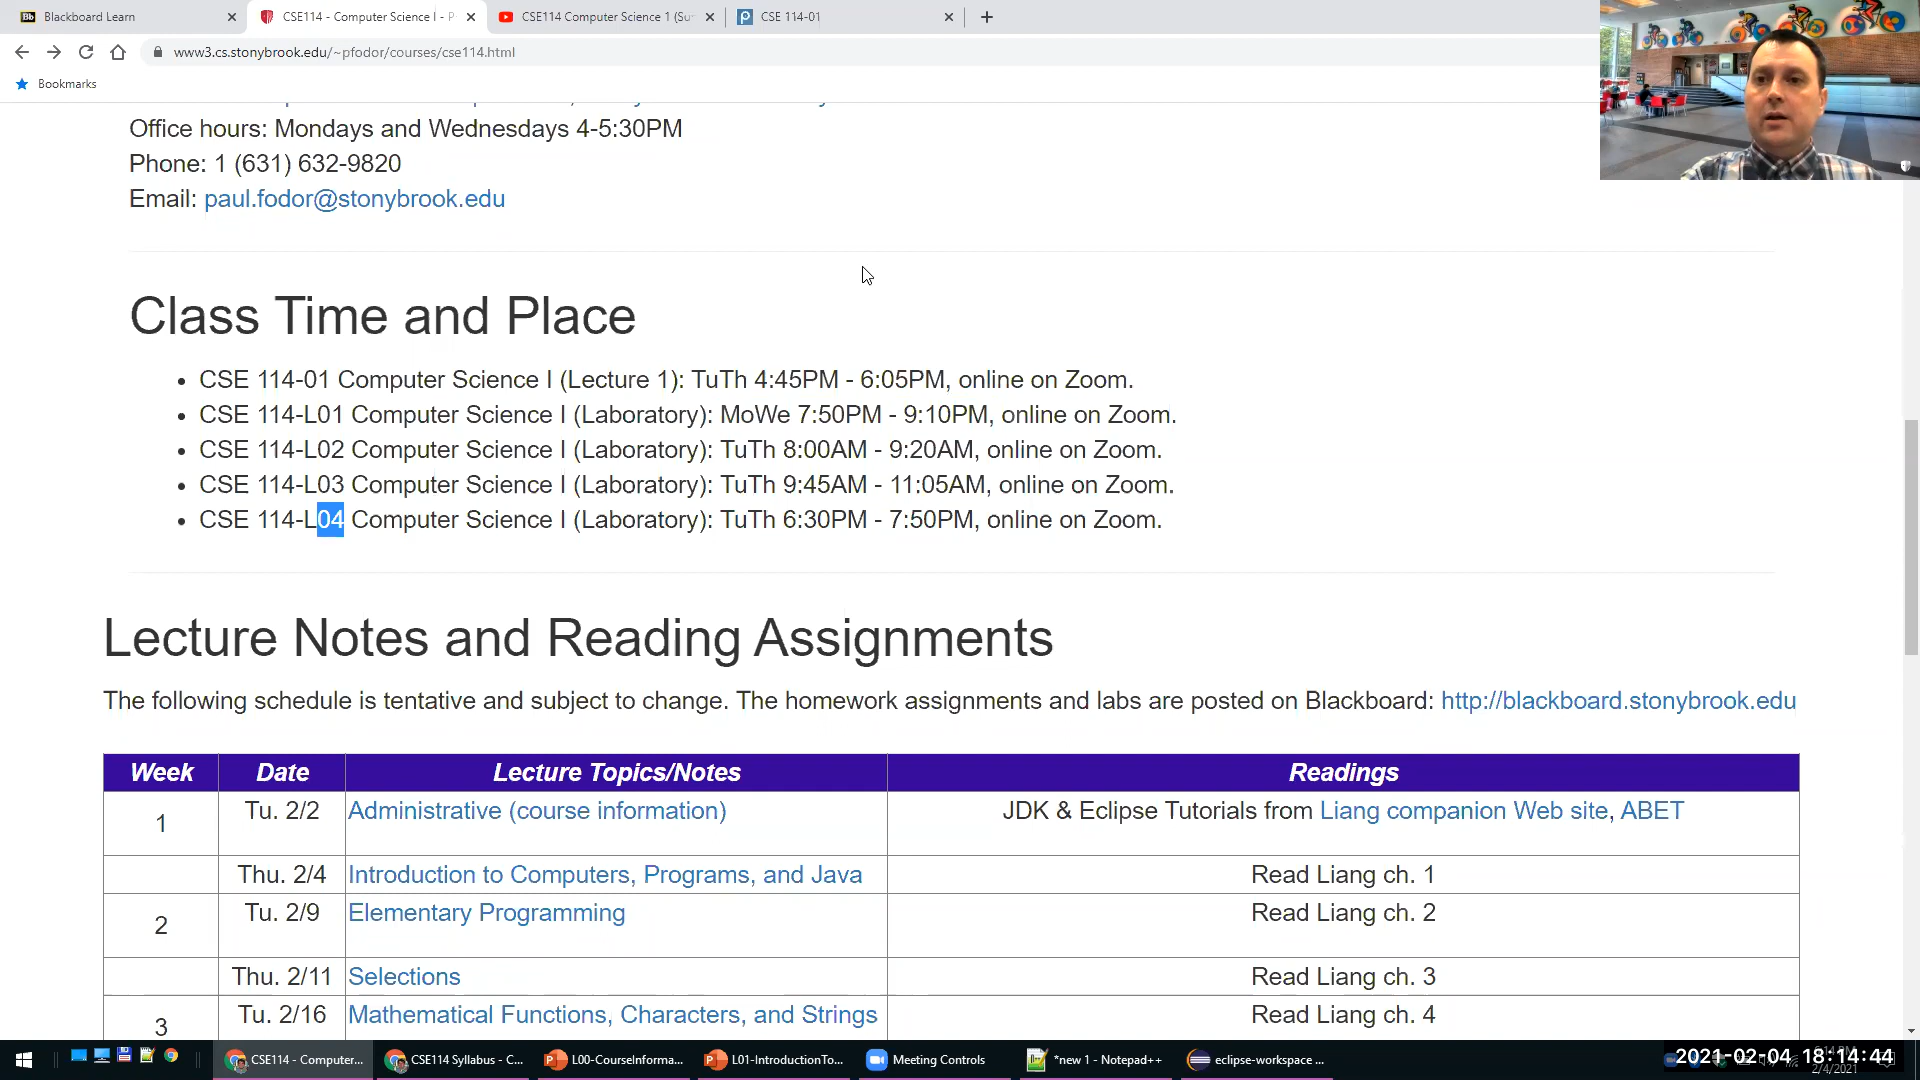 Blackboard Learn
CSE114 - Computer Science I - P
CSE114 Computer Science 1 (Su
CSE 114-01
www3.cs.stonybrook.edu/~pfodor/courses/cse114.html
Bookmarks
Office hours: Mondays and Wednesdays 4-5:30PM
Phone: 1 (631) 632-9820
Email: paul.fodor@stonybrook.edu
Class Time and Place
• CSE 114-01 Computer Science I (Lecture 1): TuTh 4:45PM - 6:05PM, online on Zoom.
• CSE 114-L01 Computer Science I (Laboratory): MoWe 7:50PM - 9:10PM, online on Zoom.
• CSE 114-L02 Computer Science I (Laboratory): TuTh 8:00AM - 9:20AM, online on Zoom.
• CSE 114-L03 Computer Science I (Laboratory): TuTh 9:45AM - 11:05AM, online on Zoom.
• CSE 114-L04 Computer Science I (Laboratory): TuTh 6:30PM - 7:50PM, online on Zoom.
Lecture Notes and Reading Assignments
The following schedule is tentative and subject to change. The homework assignments and labs are posted on Blackboard: http://blackboard.stonybrook.edu
Week Date Lecture Topics/Notes Readings
1 Tu. 2/2 Administrative (course information) JDK & Eclipse Tutorials from Liang companion Web site, ABET
Thu. 2/4 Introduction to Computers, Programs, and Java Read Liang ch. 1
2 Tu. 2/9 Elementary Programming Read Liang ch. 2
Thu. 2/11 Selections Read Liang ch. 3
3 Tu. 2/16 Mathematical Functions, Characters, and Strings Read Liang ch. 4
CSE114 - Computer... CSE114 Syllabus - C... L00-CourseInforma... L01-IntroductionTo... Meeting Controls *new 1 - Notepad++ eclipse-workspace ...
2021-02-04 18:14:44
2/4/2021